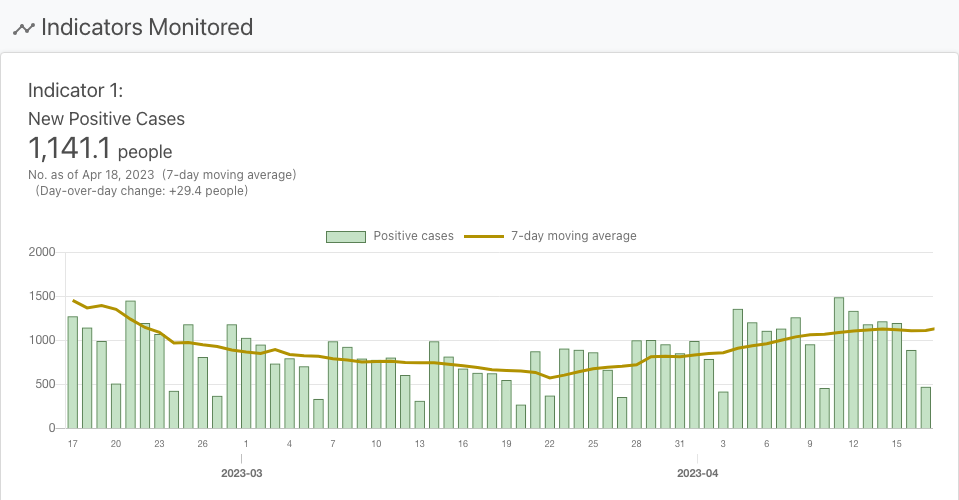 Indicators Monitored
Indicator 1:
New Positive Cases
1,141.1 people
No. as of Apr 18, 2023 (7-day moving average)
(Day-over-day change: +29.4 people)
Positive cases 7-day moving average
2000
1500
1000
500
0
17 20 23 26 1 4 7 10 13 16 19 22 25 28 31 3 6 9 12 15
2023-03 2023-04